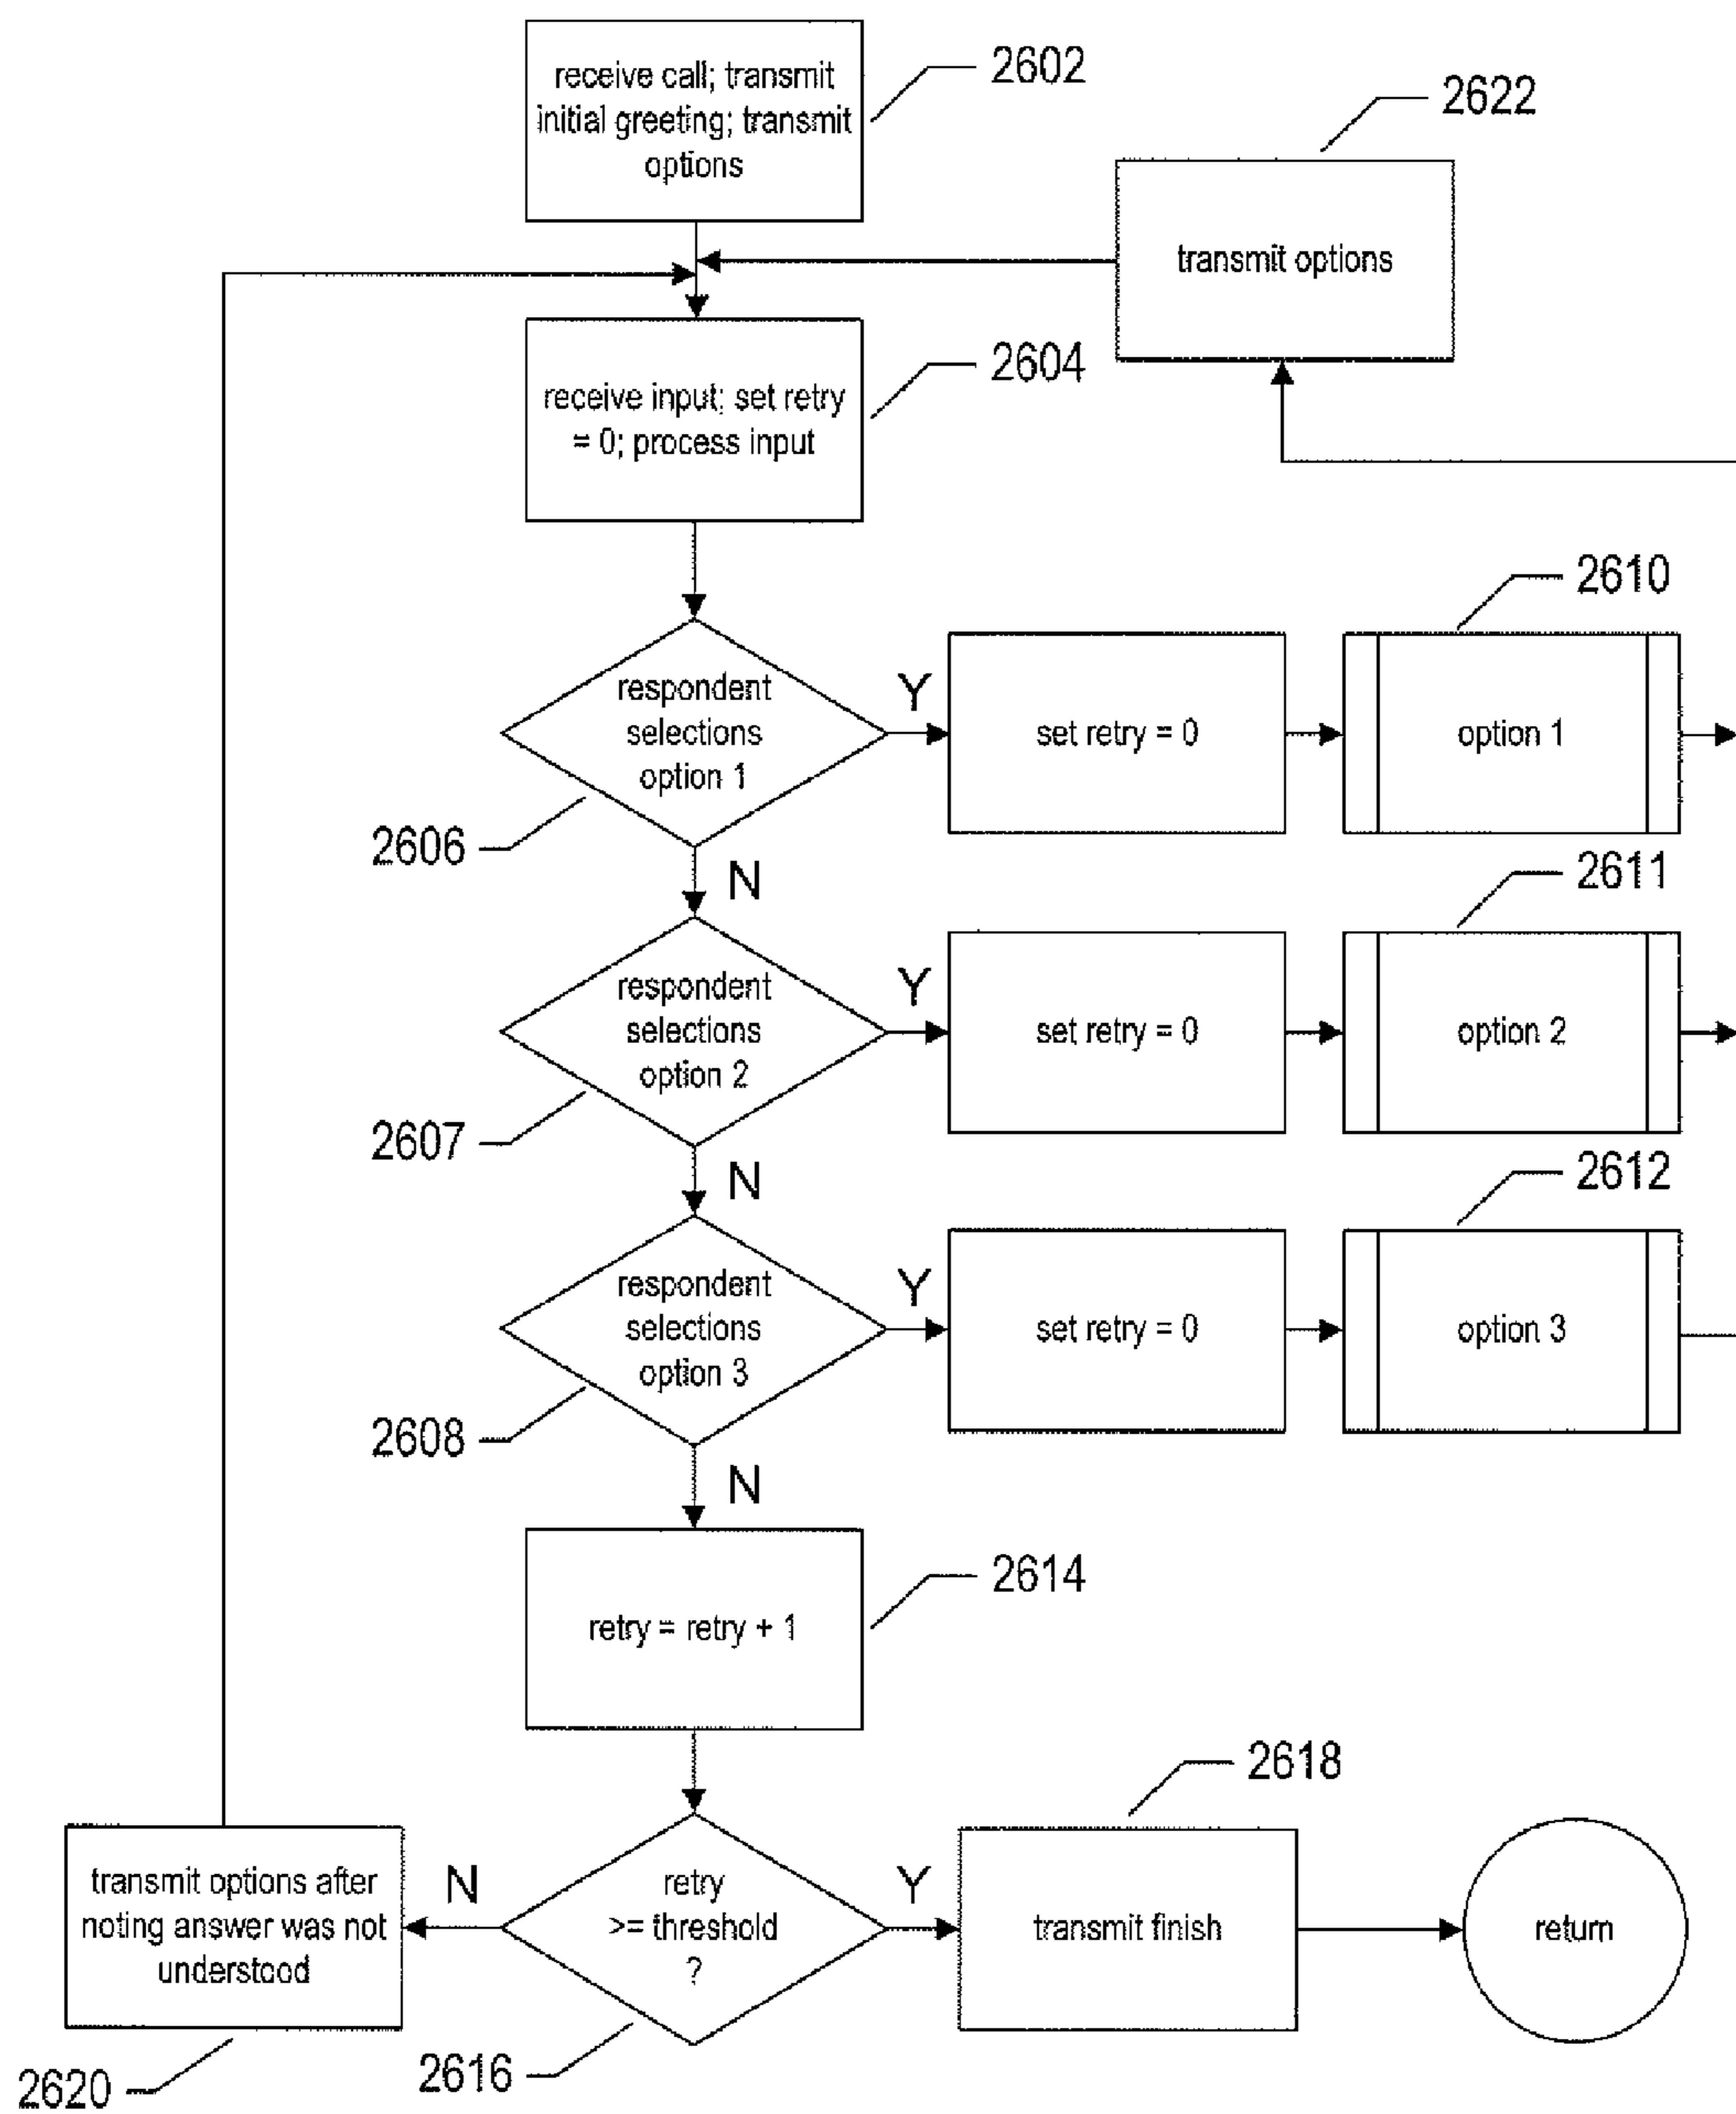 receive call; transmit
initial greeting; transmit
options
2602
2622
transmit options
2604
receive input; set retry
= 0; process input
2610
respondent
selections
option 1
Y
set retry = 0
option 1
2606
N
2611
respondent
selections
option 2
Y
set retry = 0
option 2
2607
N
2612
respondent
selections
option 3
Y
set retry = 0
option 3
2608
N
2614
retry = retry + 1
2618
transmit options after
noting answer was not
understood
N
retry
>= threshold
?
Y
transmit finish
return
2620
2616